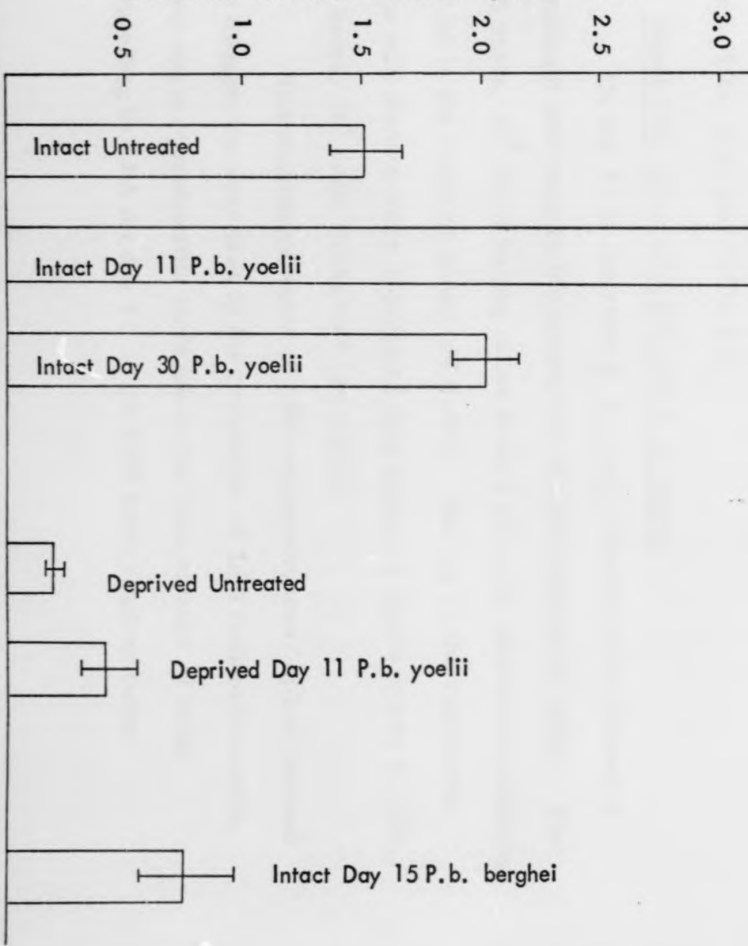 0.5
1.0
1.5
2.0
2.5
3.0
Intact Untreated
Intact Day 11 P.b. yoelii
Intact Day 30 P.b. yoelii
Deprived Untreated
Deprived Day 11 P.b. yoelii
Intact Day 15 P.b. berghei